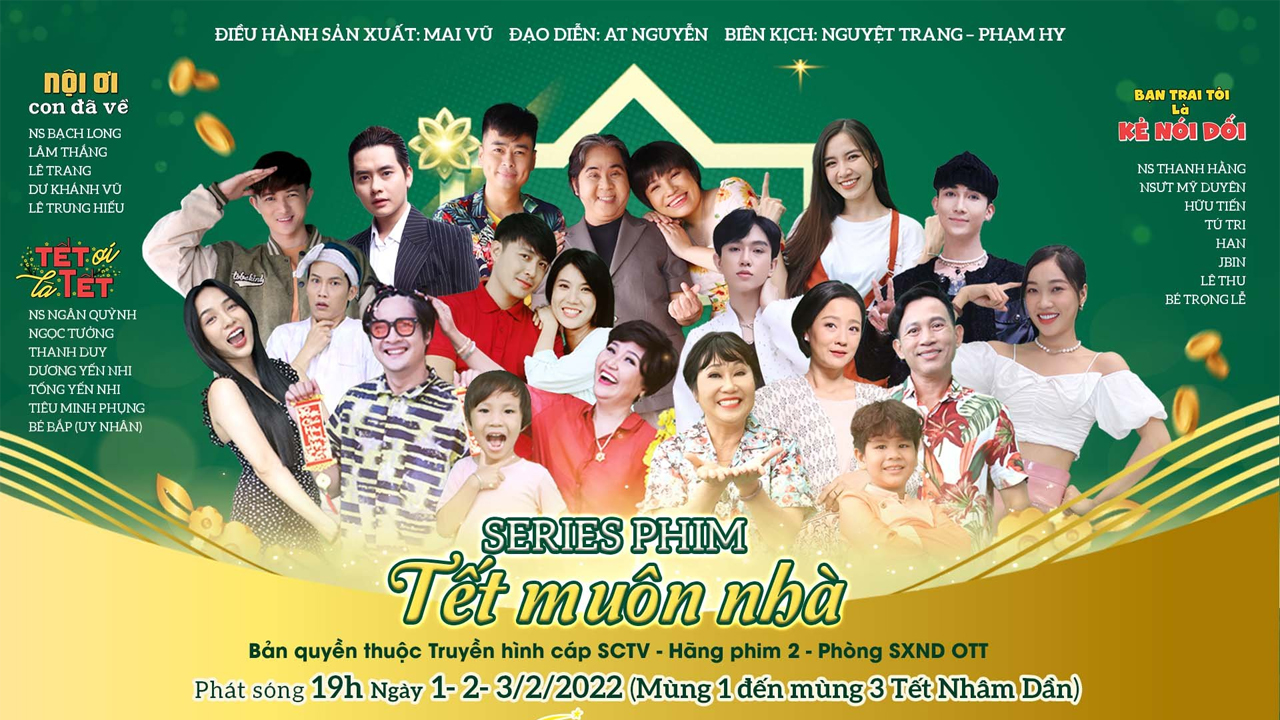 ĐIỀU HÀNH SẢN XUẤT: MAI VŨ ĐẠO DIỄN: AT NGUYỄN BIÊN KỊCH: NGUYỆT TRANG – PHẠM HY
NỘI ƠI
con đã về
NS BẠCH LONG
LÂM THẮNG
LÊ TRANG
DƯ KHÁNH VŨ
LÊ TRUNG HIẾU
TẾT ơi
là TẾT
NS NGÂN QUỲNH
NGỌC TƯỞNG
THANH DUY
DƯƠNG YẾN NHI
TỐNG YẾN NHI
TIÊU MINH PHỤNG
BÉ BẮP (UY NHÂN)
BẠN TRAI TÔI
Là
KẺ NÓI DỐI
NS THANH HẰNG
NSƯT MỸ DUYÊN
HỮU TIẾN
TÚ TRI
HAN
JBIN
LÊ THU
BÉ TRỌNG LỄ
SERIES PHIM
Tết muôn nhà
Bản quyền thuộc Truyền hình cáp SCTV - Hãng phim 2 - Phòng SXND OTT
Phát sóng 19h Ngày 1- 2- 3/2/2022 (Mùng 1 đến mùng 3 Tết Nhâm Dần)